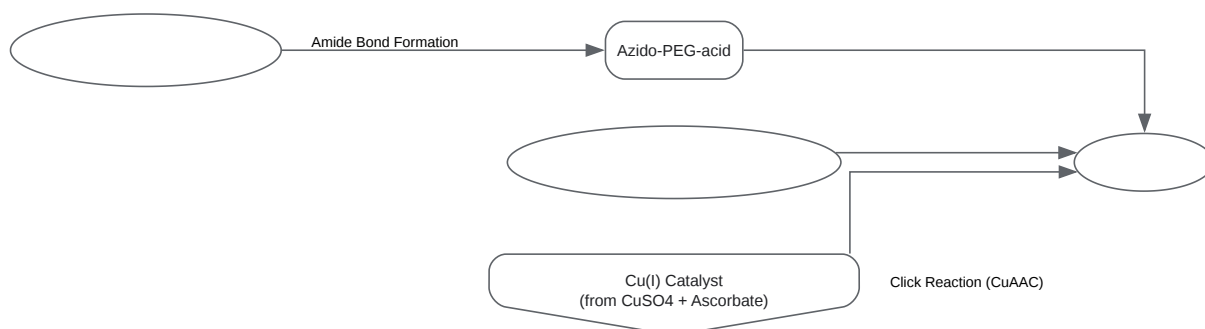 Amide Bond Formation
Azido-PEG-acid
Cu(I) Catalyst
(from CuSO4 + Ascorbate)
Click Reaction (CuAAC)